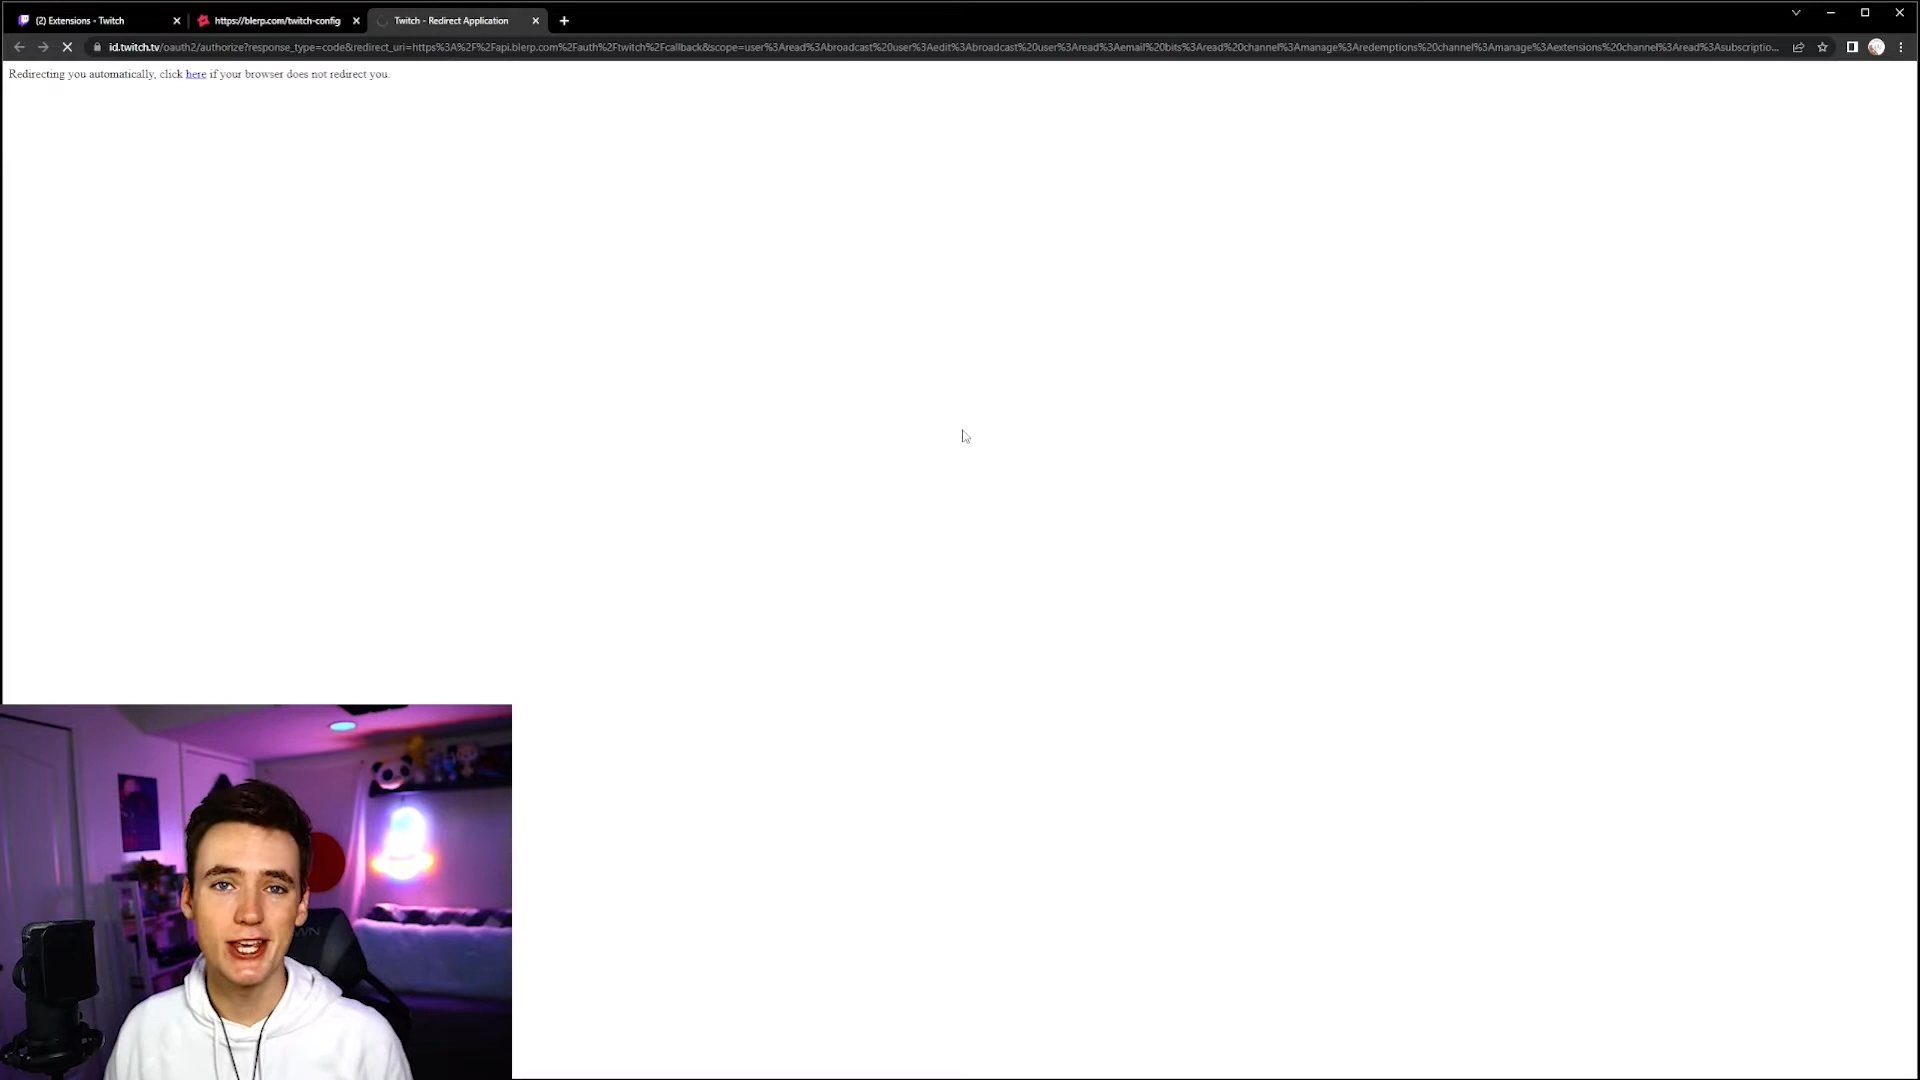 (2) Extensions - Twitch
https://blerp.com/twitch-config
Twitch - Redirect Application
id.twitch.tv/oauth2/authorize?response_type=code&redirect_uri=https%3A%2F%2Fapi.blerp.com%2Fauth%2Ftwitch%2Fcallback&scope=user%3Aread%3Abroadcast%20user%3Aedit%3Abroadcast%20user%3Aread%3Aemail%20bits%3Aread%20channel%3Amanage%3Aredemptions%20channel%3Amanage%3Aextensions%20channel%3Aread%3Asubscriptio...
Redirecting you automatically, click here if your browser does not redirect you.